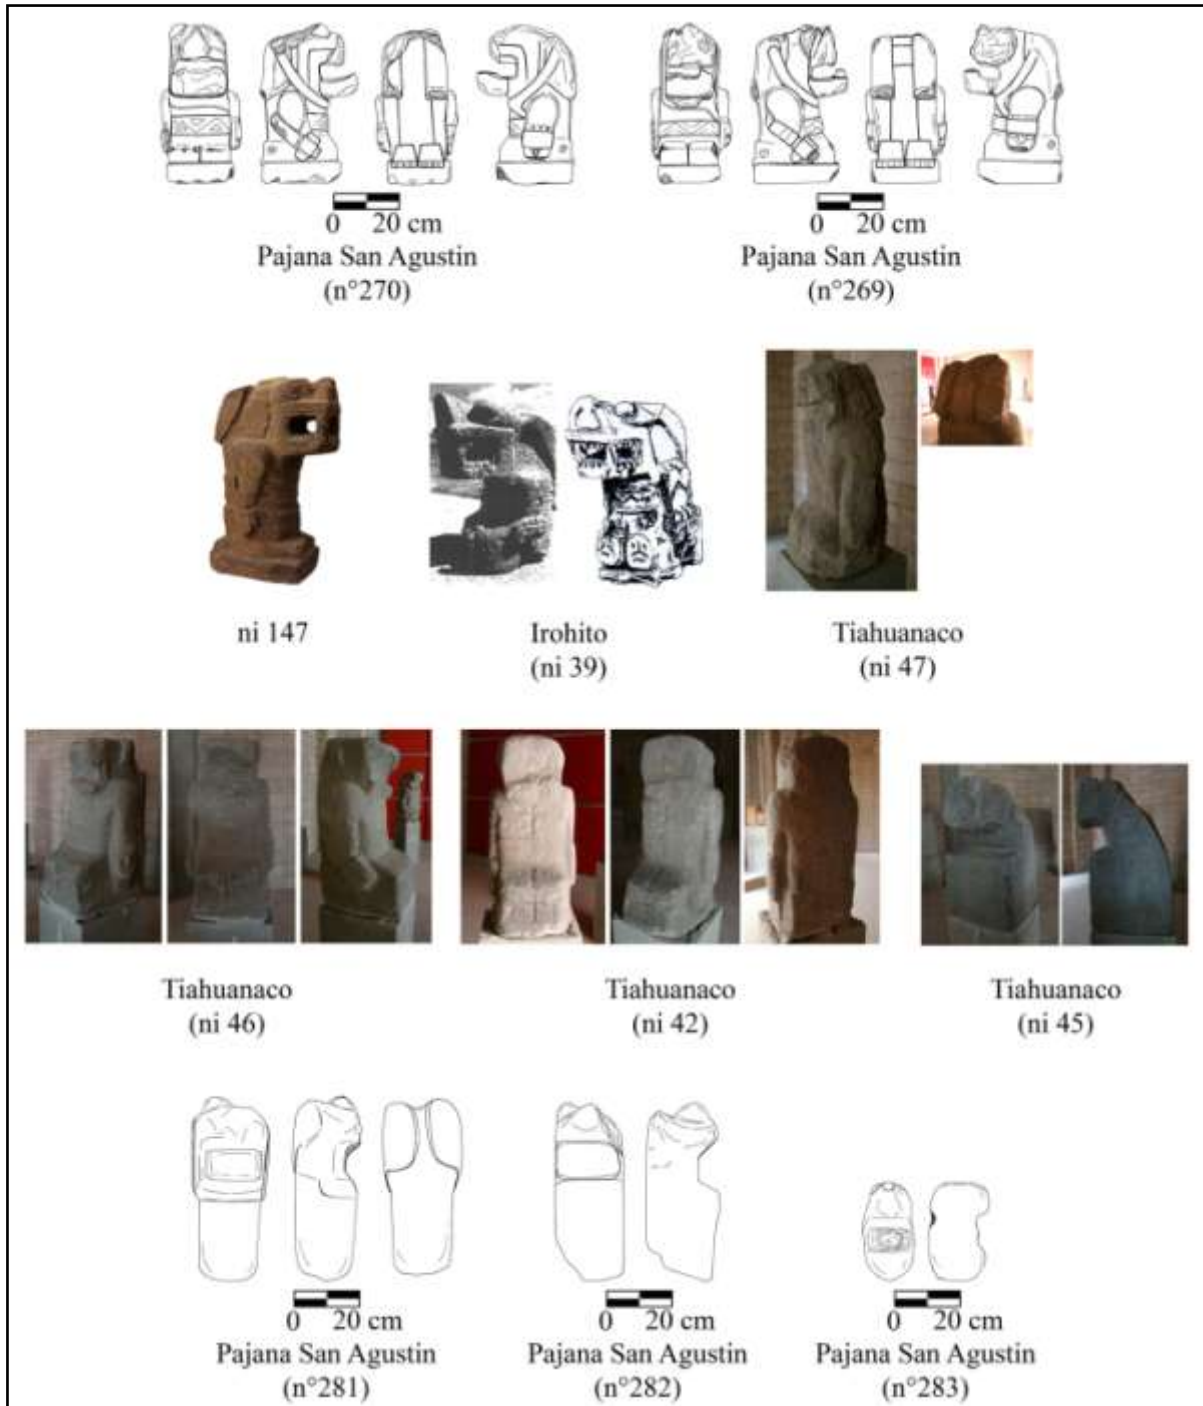 0 20 cm
Pajana San Agustin
(n°270)
0 20 cm
Pajana San Agustin
(n°269)
ni 147
Irohito
(ni 39)
Tiahuanaco
(ni 47)
Tiahuanaco
(ni 46)
Tiahuanaco
(ni 42)
Tiahuanaco
(ni 45)
0 20 cm
Pajana San Agustin
(n°281)
0 20 cm
Pajana San Agustin
(n°282)
0 20 cm
Pajana San Agustin
(n°283)